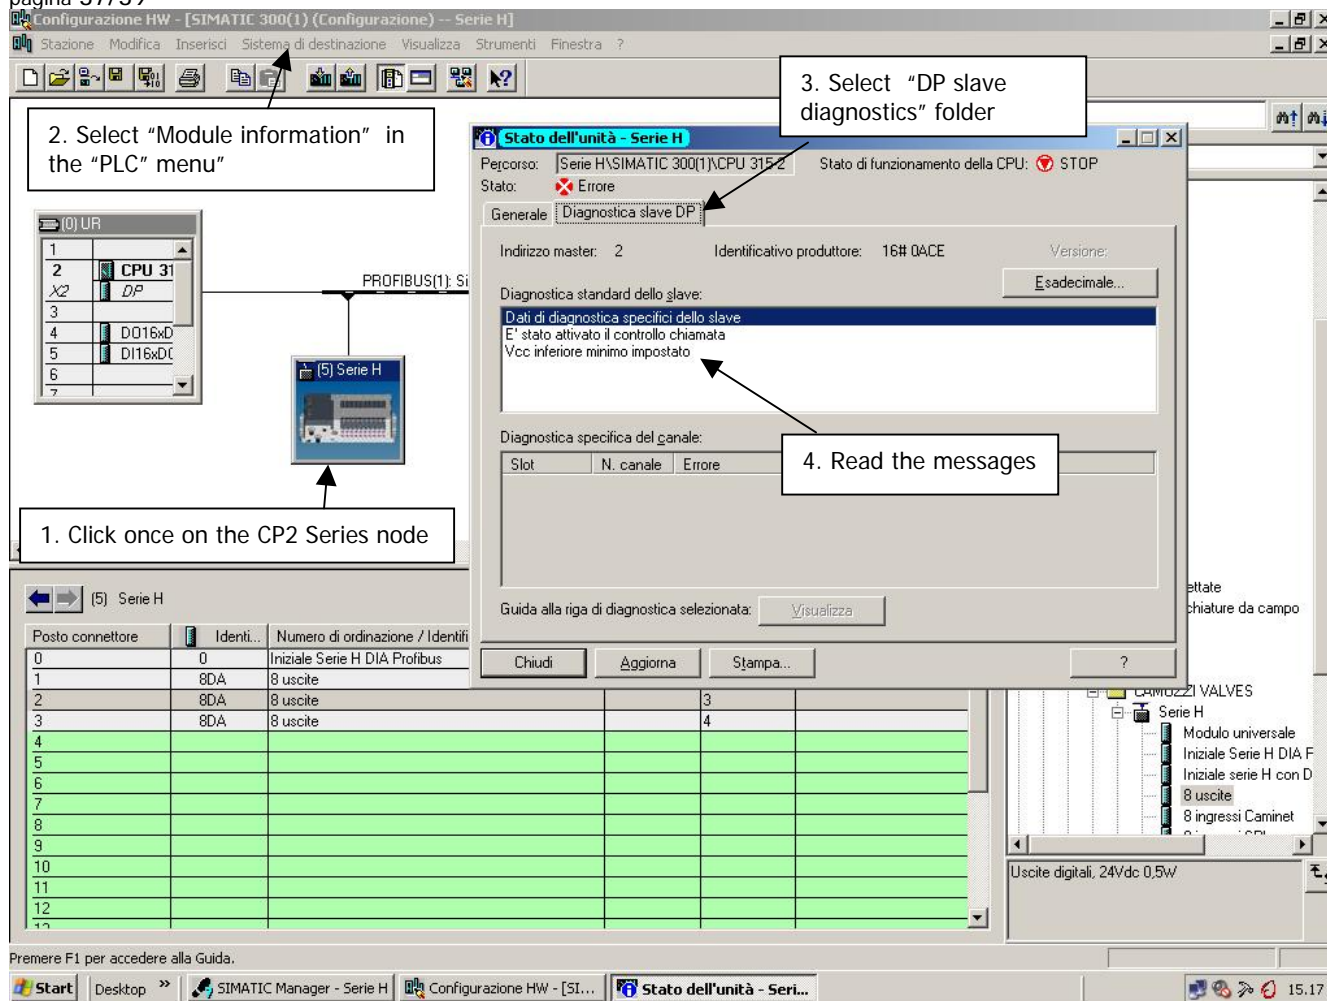 pagina 37/39
Configurazione HW - [SIMATIC 300(1) (Configurazione) -- Serie H]
Stazione Modifica Inserisci Sistema di destinazione Visualizza Strumenti Finestra ?
2. Select “Module information” in
the “PLC” menu”
3. Select “DP slave
diagnostics” folder
(0) UR
1
2 CPU 31
X2 DP
3
4 DO16xD
5 DI16xD
6
7
PROFIBUS(1): Si
(5) Serie H
1. Click once on the CP2 Series node
Stato dell'unità - Serie H
Percorso: Serie H\SIMATIC 300(1)\CPU 315-2 Stato di funzionamento della CPU: STOP
Stato: Errore
Generale Diagnostica slave DP
Indirizzo master: 2 Identificativo produttore: 16# 0ACE Versione:
Esadecimale...
Diagnostica standard dello slave:
Dati di diagnostica specifici dello slave
E' stato attivato il controllo chiamata
Vcc inferiore minimo impostato
Diagnostica specifica del canale:
Slot N. canale Errore
4. Read the messages
Guida alla riga di diagnostica selezionata: Visualizza
Chiudi Aggiorna Stampa... ?
(5) Serie H
Posto connettore Identi... Numero di ordinazione / Identifi
0 0 Iniziale Serie H DIA Profibus
1 8DA 8 uscite
2 8DA 8 uscite 3
3 8DA 8 uscite 4
4
5
6
7
8
9
10
11
12
ettate
chiature da campo
CAMOZZI VALVES
Serie H
Modulo universale
Iniziale Serie H DIA F
Iniziale serie H con D
8 uscite
8 ingressi Caminet
Uscite digitali, 24Vdc 0,5W
Premere F1 per accedere alla Guida.
Start Desktop » SIMATIC Manager - Serie H Configurazione HW - [SI... Stato dell'unità - Seri... 15.17